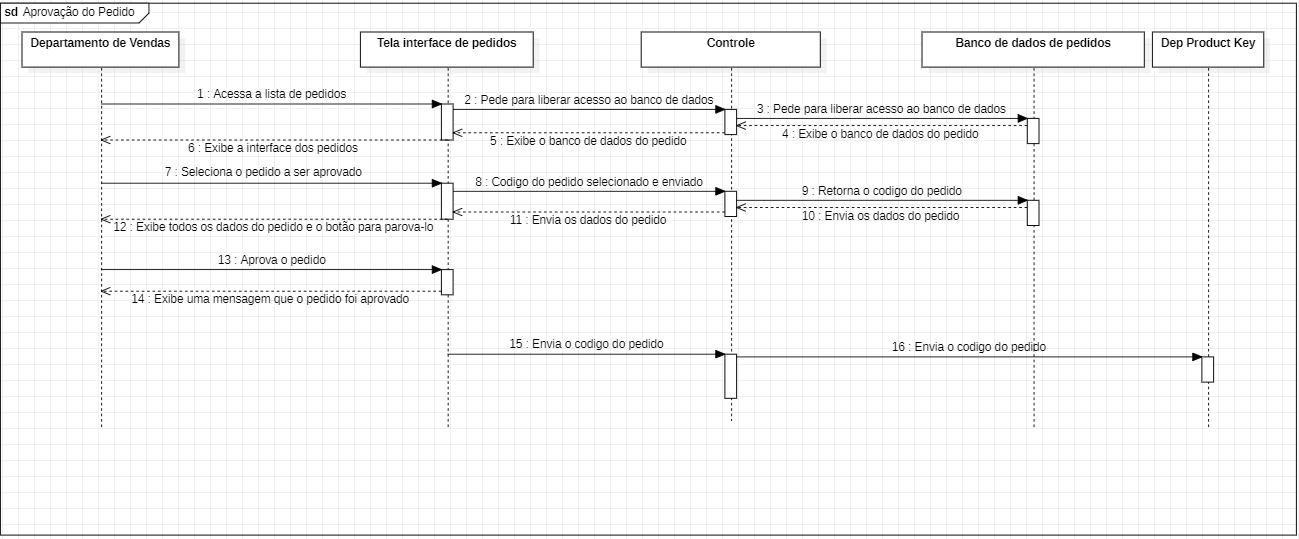 sd Aprovação do Pedido
Departamento de Vendas
Tela interface de pedidos
Controle
Banco de dados de pedidos
Dep Product Key
1 : Acessa a lista de pedidos
2 : Pede para liberar acesso ao banco de dados
3 : Pede para liberar acesso ao banco de dados
4 : Exibe o banco de dados do pedido
5 : Exibe o banco de dados do pedido
6 : Exibe a interface dos pedidos
7 : Seleciona o pedido a ser aprovado
8 : Codigo do pedido selecionado e enviado
9 : Retorna o codigo do pedido
10 : Envia os dados do pedido
11 : Envia os dados do pedido
12 : Exibe todos os dados do pedido e o botão para parova-lo
13 : Aprova o pedido
14 : Exibe uma mensagem que o pedido foi aprovado
15 : Envia o codigo do pedido
16 : Envia o codigo do pedido